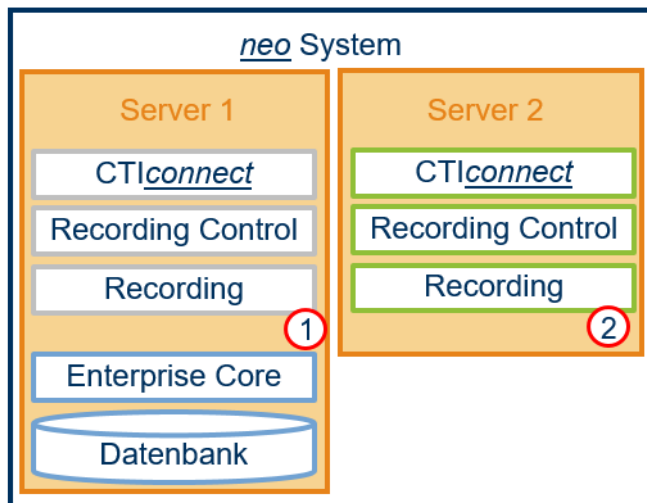 neo System
Server 1
CTIconnect
Recording Control
Recording
1
Enterprise Core
Datenbank
Server 2
CTIconnect
Recording Control
Recording
2